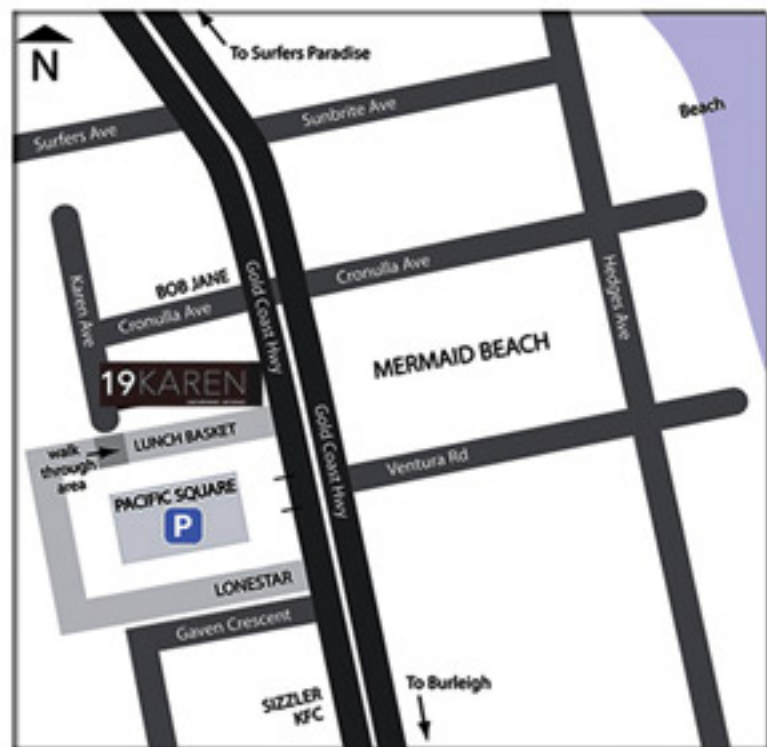 N
To Surfers Paradise
Surfers Ave
Sunbrite Ave
Beach
Karen Ave
BOB JANE
Cronulla Ave
Gold Coast Hwy
Cronulla Ave
Hedges Ave
MERMAID BEACH
19KAREN
LUNCH BASKET
walk
through
area
Gold Coast Hwy
Ventura Rd
PACIFIC SQUARE
P
LONESTAR
Gaven Crescent
SIZZLER
KFC
To Burleigh